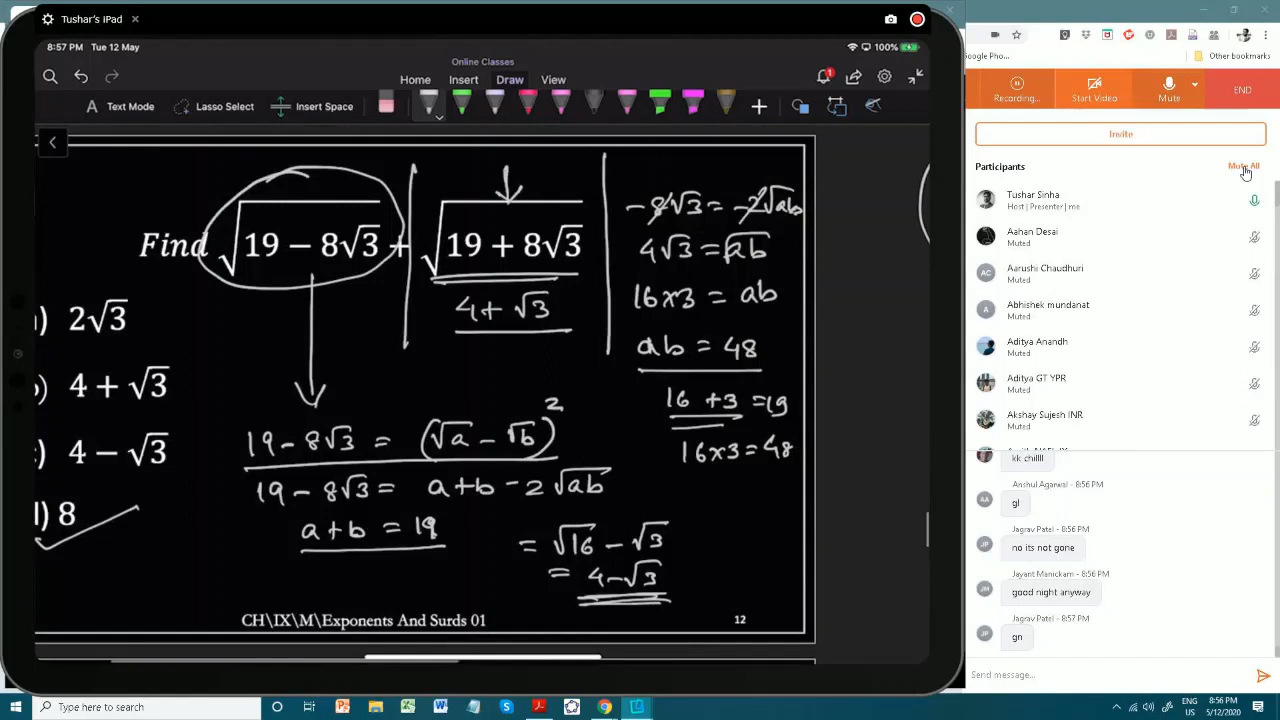 Tushar's iPad
8:57 PM Tue 12 May
100%
Online Classes
Home Insert Draw View
1
Text Mode Lasso Select Insert Space
Find √19 − 8√3 + √19 + 8√3
4 + √3
2√3
4 + √3
4 − √3
8
19 - 8√3 = (√a - √b)²
19 - 8√3 = a+b - 2√ab
a+b = 19
= √16 - √3
= 4-√3
-8√3 = -2√ab
4√3 = √ab
16×3 = ab
ab = 48
16 +3 =19
16×3=48
CH\IX\M\Exponents And Surds 01
12
Google Pho...
Other bookmarks
Recording... Start Video Mute END
Invite
Participants Mute All
Tushar Sinha
Host | Presenter | me
Aahan Desai
Muted
AC Aarushi Chaudhuri
Muted
A Abhishek mundanat
Muted
Aditya Anandh
Muted
Aditya GT YPR
Muted
Akshay Sujesh INR
Muted
kk chillll
Anshul Agarwal - 8:56 PM
AA gl
Jagrav Patel - 8:56 PM
JP no its not gone
Jayant Manickam - 8:56 PM
JM good night anyway
Jagrav Patel - 8:57 PM
JP gn
Send message...
Type here to search
ENG
US
8:56 PM
5/12/2020